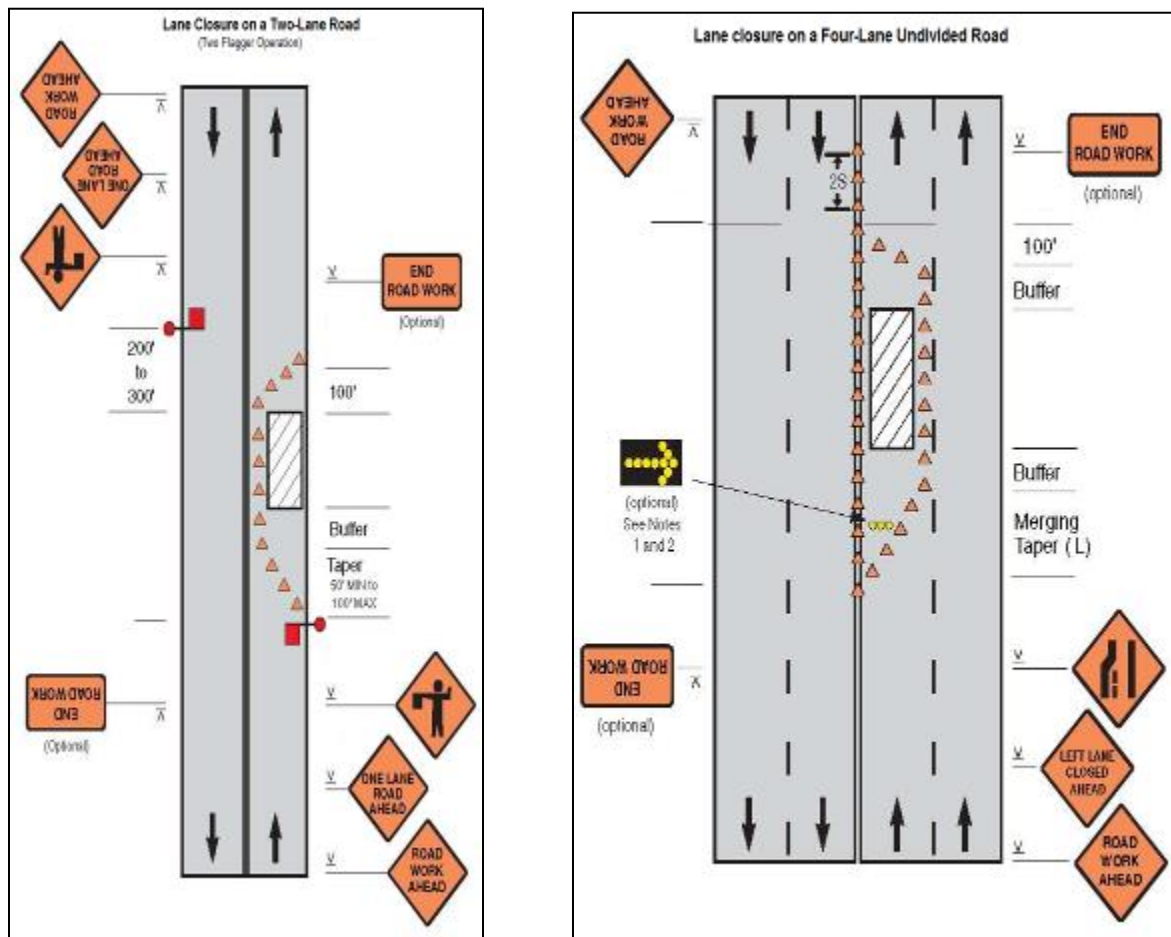 Lane Closure on a Two-Lane Road
(Two Flagger Operation)
ROAD
WORK
AHEAD
ONE LANE
ROAD
AHEAD
END
ROAD WORK
(Optional)
200'
to
300'
100'
Buffer
Taper
50' MIN to
100' MAX
END
ROAD WORK
(Optional)
ONE LANE
ROAD
AHEAD
ROAD
WORK
AHEAD
Lane closure on a Four-Lane Undivided Road
ROAD
WORK
AHEAD
END
ROAD WORK
(optional)
2S
100'
Buffer
(optional)
See Notes
1 and 2
Buffer
Merging
Taper (L)
END
ROAD WORK
(optional)
LEFT LANE
CLOSED
AHEAD
ROAD
WORK
AHEAD